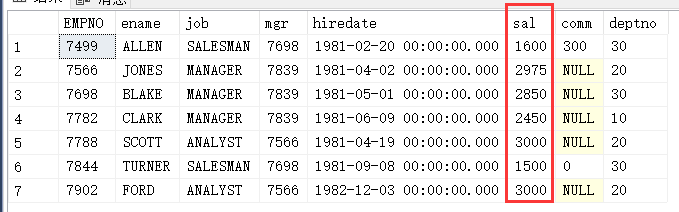 EMPNO ename job mgr hiredate sal comm deptno
1 7499 ALLEN SALESMAN 7698 1981-02-20 00:00:00.000 1600 300 30
2 7566 JONES MANAGER 7839 1981-04-02 00:00:00.000 2975 NULL 20
3 7698 BLAKE MANAGER 7839 1981-05-01 00:00:00.000 2850 NULL 30
4 7782 CLARK MANAGER 7839 1981-06-09 00:00:00.000 2450 NULL 10
5 7788 SCOTT ANALYST 7566 1981-04-19 00:00:00.000 3000 NULL 20
6 7844 TURNER SALESMAN 7698 1981-09-08 00:00:00.000 1500 0 30
7 7902 FORD ANALYST 7566 1982-12-03 00:00:00.000 3000 NULL 20